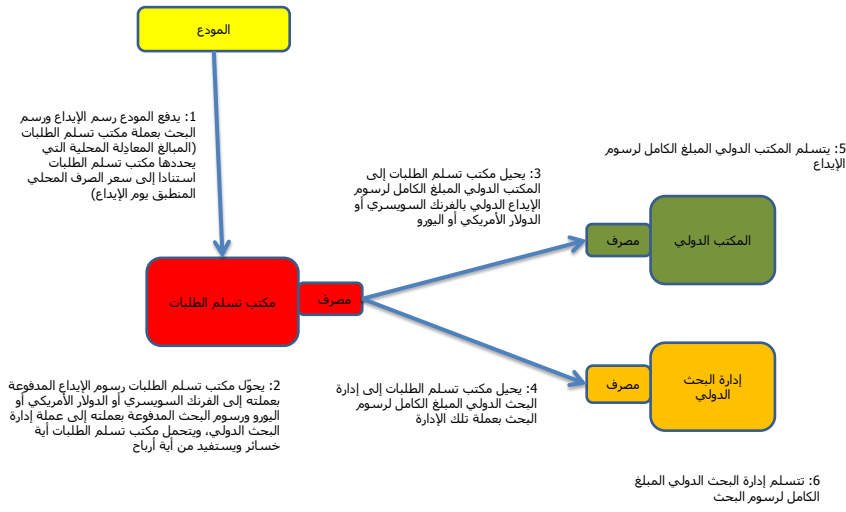 المودع
1: يدفع المودع رسم الإيداع ورسم
البحث بعملة مكتب تسلم الطلبات
(المبالغ المعادِلة المحلية التي
يحددها مكتب تسلم الطلبات
استنادا إلى سعر الصرف المحلي
المنطبق يوم الإيداع)
3: يحيل مكتب تسلم الطلبات إلى
المكتب الدولي المبلغ الكامل لرسوم
الإيداع الدولي بالفرنك السويسري أو
الدولار الأمريكي أو اليورو
5: يتسلم المكتب الدولي المبلغ الكامل لرسوم
الإيداع
مصرف
المكتب الدولي
مكتب تسلم الطلبات
مصرف
2: يحوّل مكتب تسلم الطلبات رسوم الإيداع المدفوعة
بعملته إلى الفرنك السويسري أو الدولار الأمريكي أو
اليورو ورسوم البحث المدفوعة بعملته إلى عملة إدارة
البحث الدولي، ويتحمل مكتب تسلم الطلبات أية
خسائر ويستفيد من أية أرباح
4: يحيل مكتب تسلم الطلبات إلى إدارة
البحث الدولي المبلغ الكامل لرسوم
البحث بعملة تلك الإدارة
مصرف
إدارة البحث
الدولي
6: تتسلم إدارة البحث الدولي المبلغ
الكامل لرسوم البحث